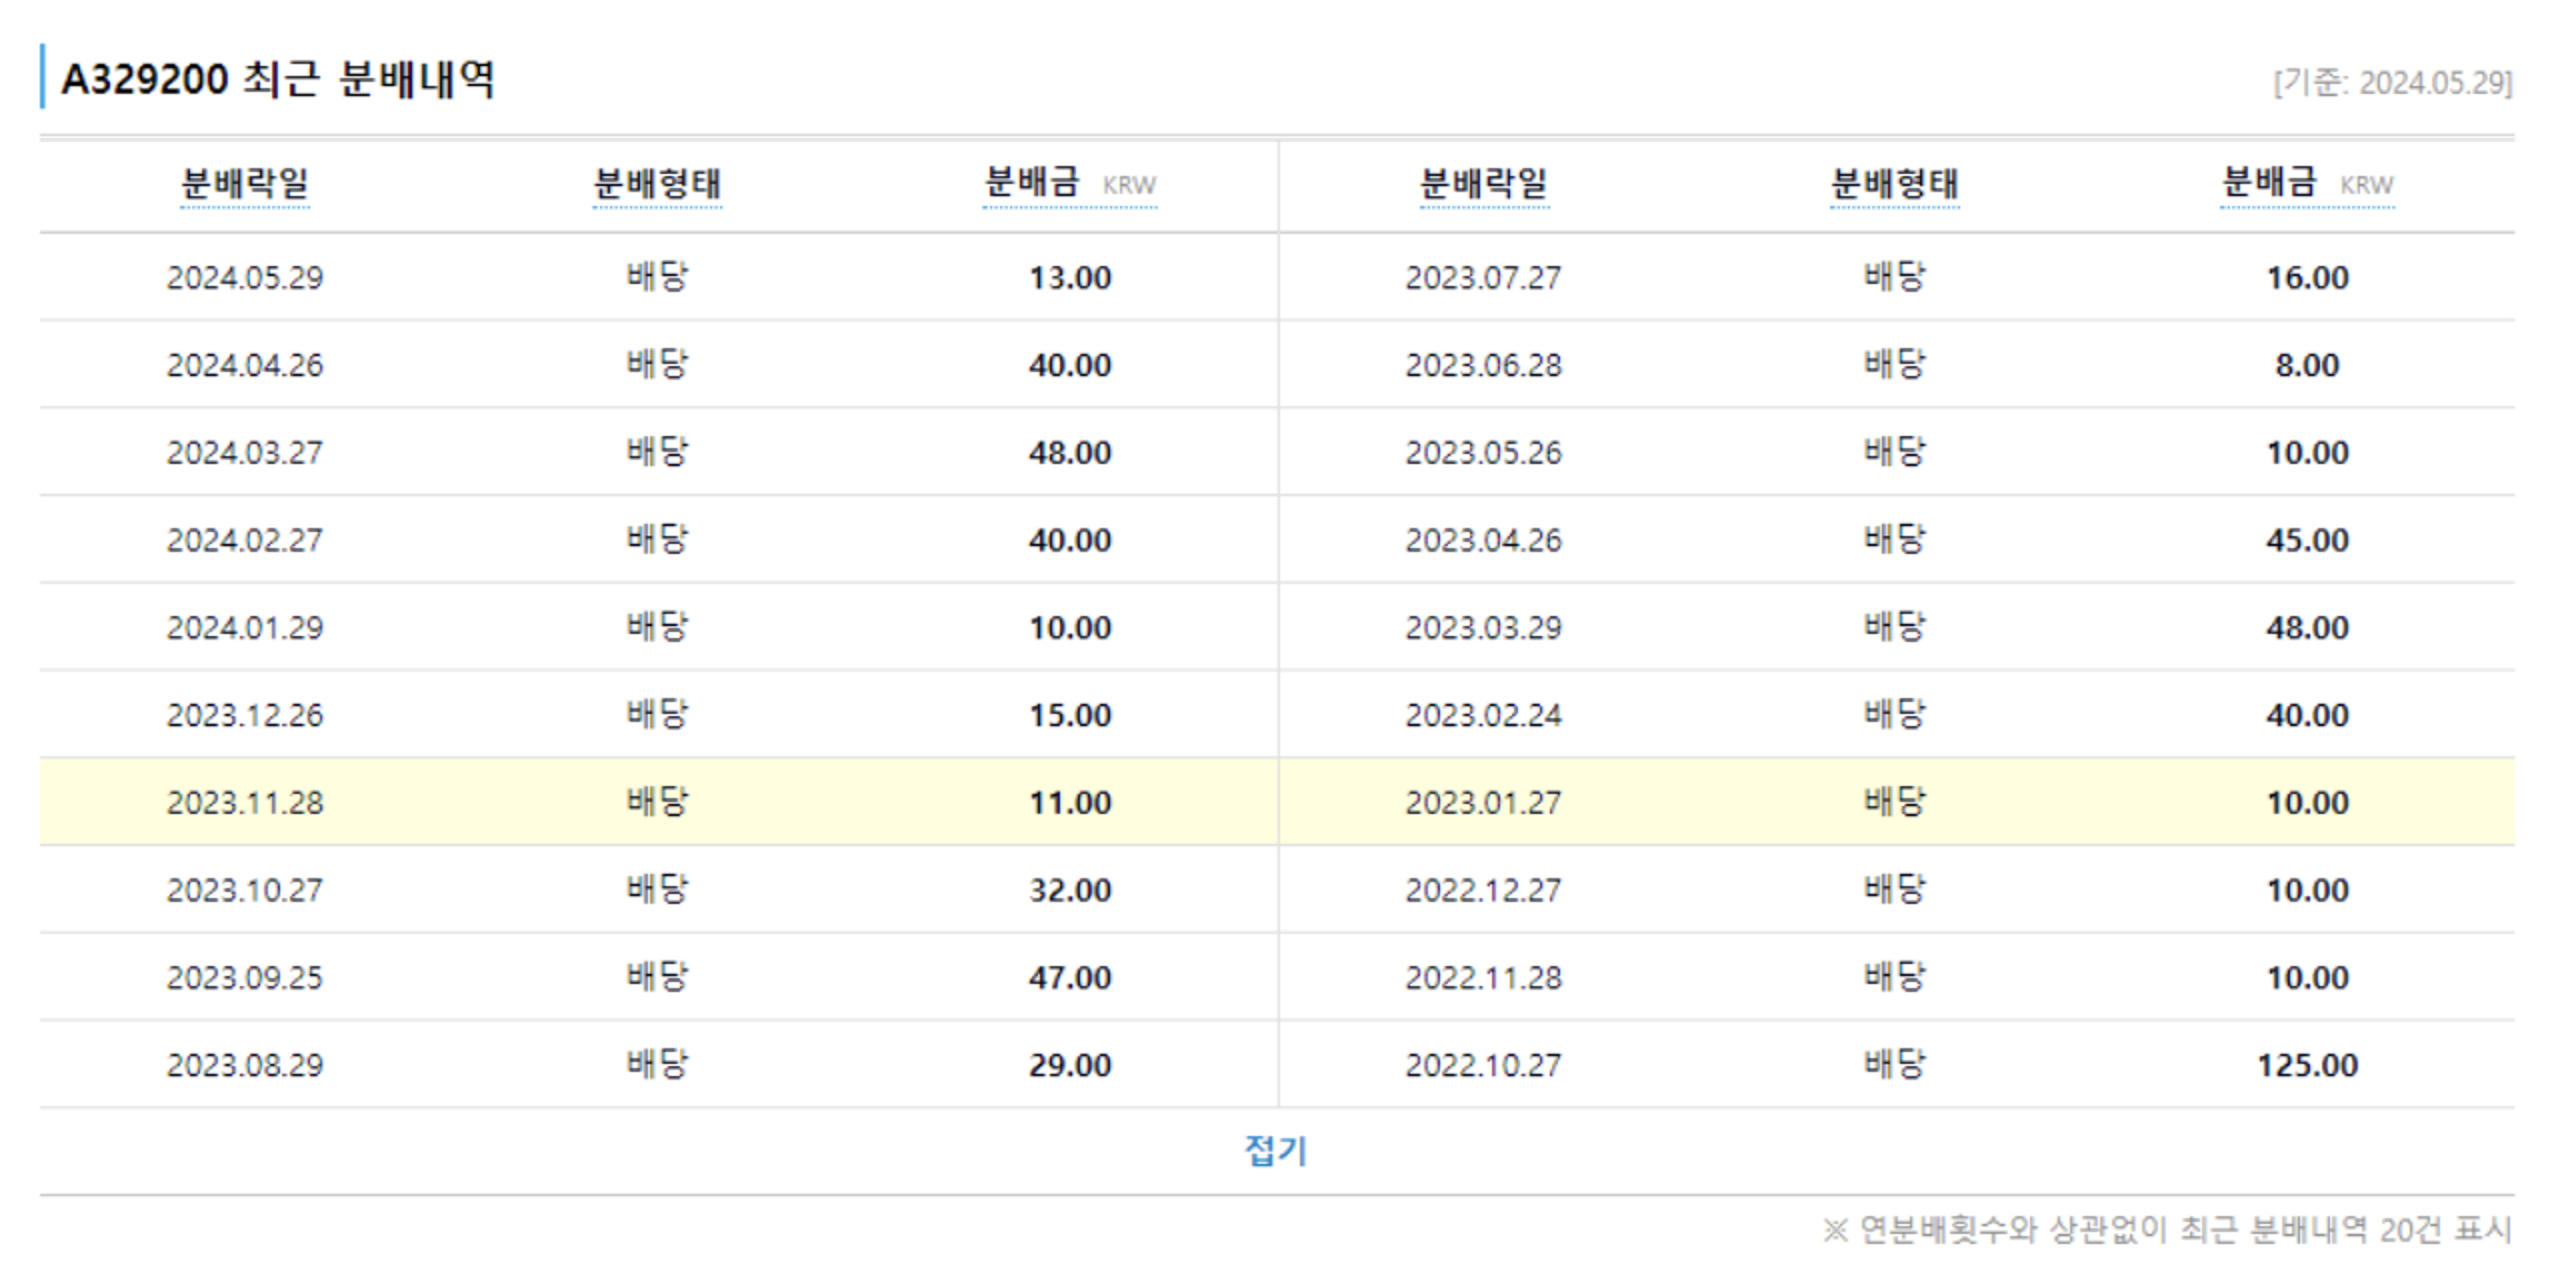 A329200 최근 분배내역
[기준: 2024.05.29]
분배락일 분배형태 분배금 KRW 분배락일 분배형태 분배금 KRW
2024.05.29 배당 13.00 2023.07.27 배당 16.00
2024.04.26 배당 40.00 2023.06.28 배당 8.00
2024.03.27 배당 48.00 2023.05.26 배당 10.00
2024.02.27 배당 40.00 2023.04.26 배당 45.00
2024.01.29 배당 10.00 2023.03.29 배당 48.00
2023.12.26 배당 15.00 2023.02.24 배당 40.00
2023.11.28 배당 11.00 2023.01.27 배당 10.00
2023.10.27 배당 32.00 2022.12.27 배당 10.00
2023.09.25 배당 47.00 2022.11.28 배당 10.00
2023.08.29 배당 29.00 2022.10.27 배당 125.00
접기
※ 연분배횟수와 상관없이 최근 분배내역 20건 표시